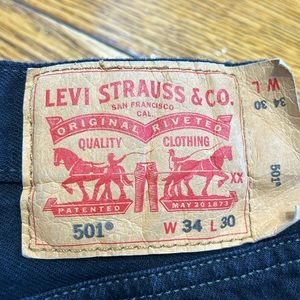 LEVI STRAUSS & CO.
SAN FRANCISCO
CAL.
ORIGINAL RIVETED
QUALITY CLOTHING
XX
PATENTED MAY 20 1873
501® W 34 L 30
W L
34 30
501®